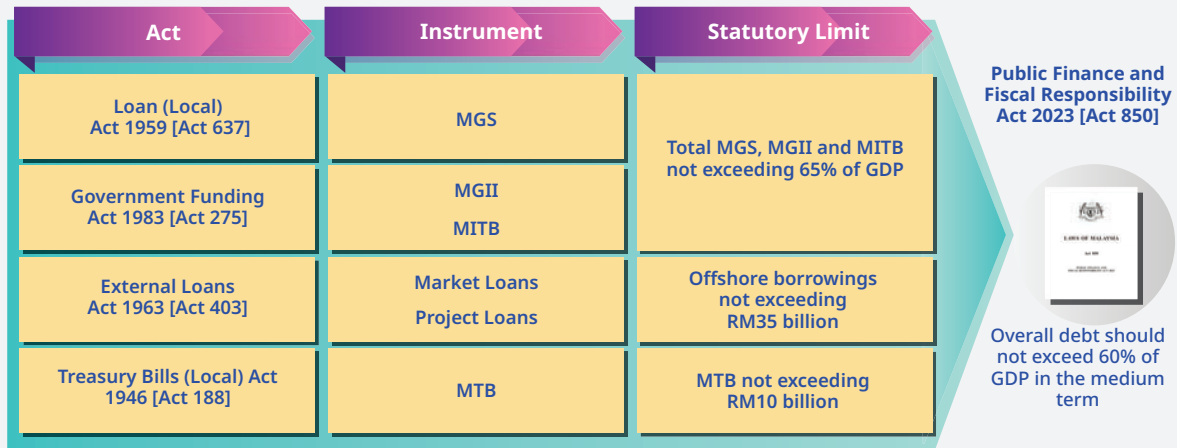 Act
Instrument
Statutory Limit
Loan (Local)
Act 1959 [Act 637]
MGS
Total MGS, MGII and MITB
not exceeding 65% of GDP
Government Funding
Act 1983 [Act 275]
MGII
MITB
External Loans
Act 1963 [Act 403]
Market Loans
Project Loans
Offshore borrowings
not exceeding
RM35 billion
Treasury Bills (Local) Act
1946 [Act 188]
MTB
MTB not exceeding
RM10 billion
Public Finance and
Fiscal Responsibility
Act 2023 [Act 850]
LAWS OF MALAYSIA
Overall debt should
not exceed 60% of
GDP in the medium
term